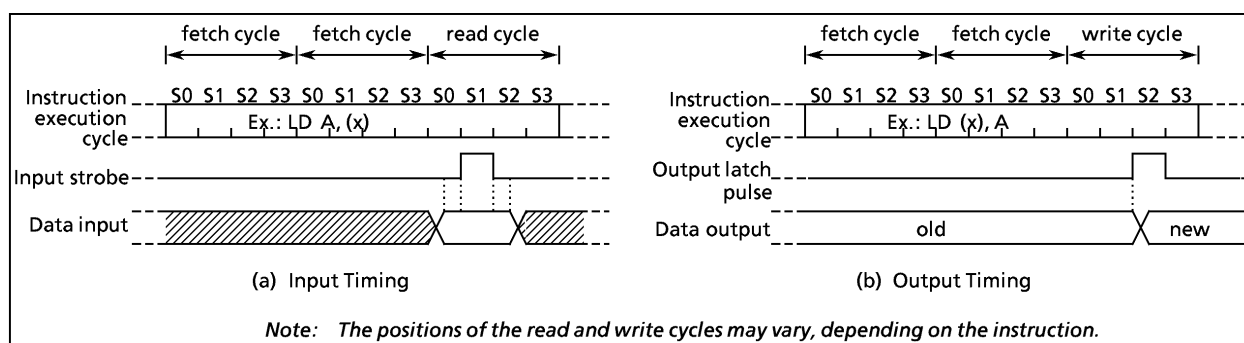 fetch cycle fetch cycle read cycle
S0 S1 S2 S3 S0 S1 S2 S3 S0 S1 S2 S3
Instruction
execution
cycle
Ex.: LD A, (x)
Input strobe
Data input
(a) Input Timing
fetch cycle fetch cycle write cycle
S0 S1 S2 S3 S0 S1 S2 S3 S0 S1 S2 S3
Instruction
execution
cycle
Ex.: LD (x), A
Output latch
pulse
Data output
old new
(b) Output Timing
Note: The positions of the read and write cycles may vary, depending on the instruction.